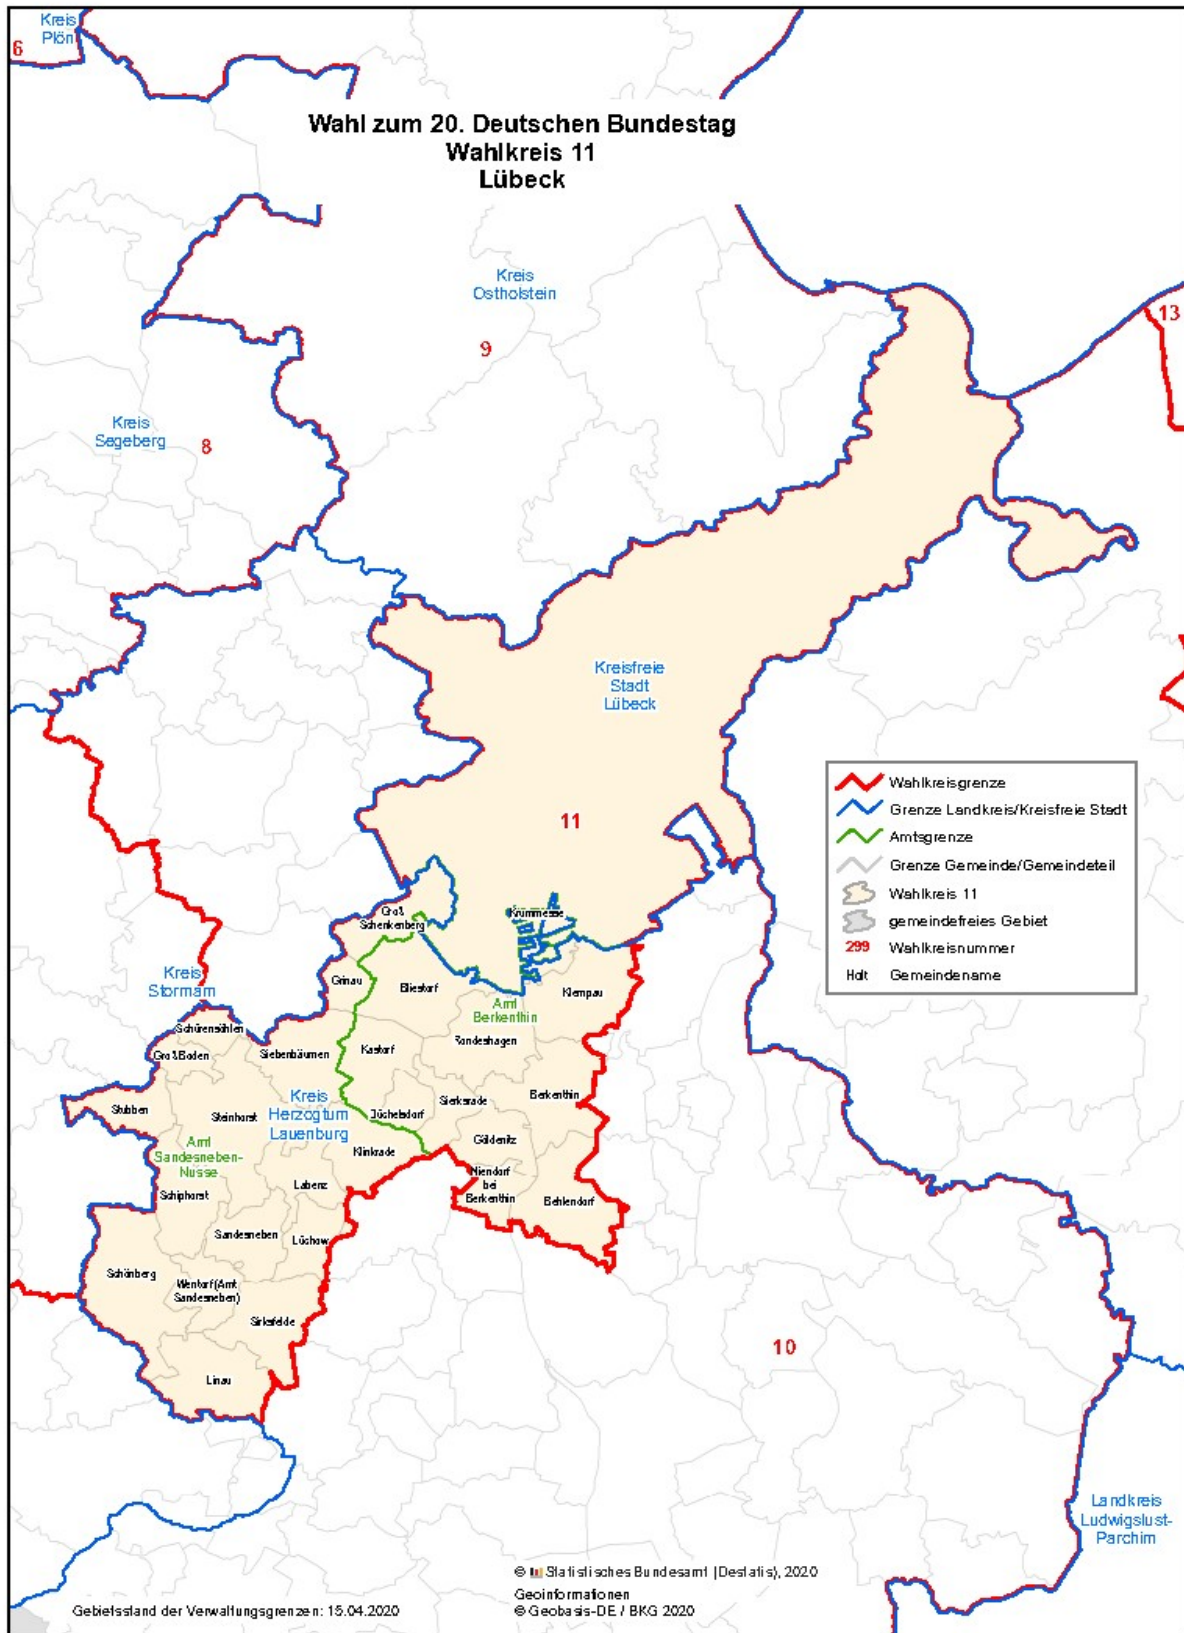 Kreis
Plön
6
Wahl zum 20. Deutschen Bundestag
Wahlkreis 11
Lübeck
Kreis
Ostholstein
9
13
Kreis
Segeberg
8
Kreisfreie
Stadt
Lübeck
11
Wahlkreisgrenze
Grenze Landkreis/Kreisfreie Stadt
Amtsgrenze
Grenze Gemeinde/Gemeindeteil
Wahlkreis 11
gemeindefreies Gebiet
299 Wahlkreisnummer
Halt Gemeindename
Groß
Schenkenberg
Krummesse
Kreis
Stormarn
Grinau
Bliestorf
Klempau
Amt
Berkenthin
Schürensöhlen
Groß Boden
Siebenbäumen
Kastorf
Rondeshagen
Stubben
Steinhorst
Kreis
Herzogtum
Lauenburg
Düchelsdorf
Sierksrade
Berkenthin
Amt
Sandesneben-
Nusse
Klinkrade
Göldenitz
Schiphorst
Labenz
Niendorf
bei
Berkenthin
Behlendorf
Sandesneben
Lüchow
Schönberg
Wentorf(Amt
Sandesneben)
Sirksfelde
10
Linau
Landkreis
Ludwigslust-
Parchim
© Statistisches Bundesamt (Destatis), 2020
Geoinformationen
© Geobasis-DE / BKG 2020
Gebietsstand der Verwaltungsgrenzen: 15.04.2020